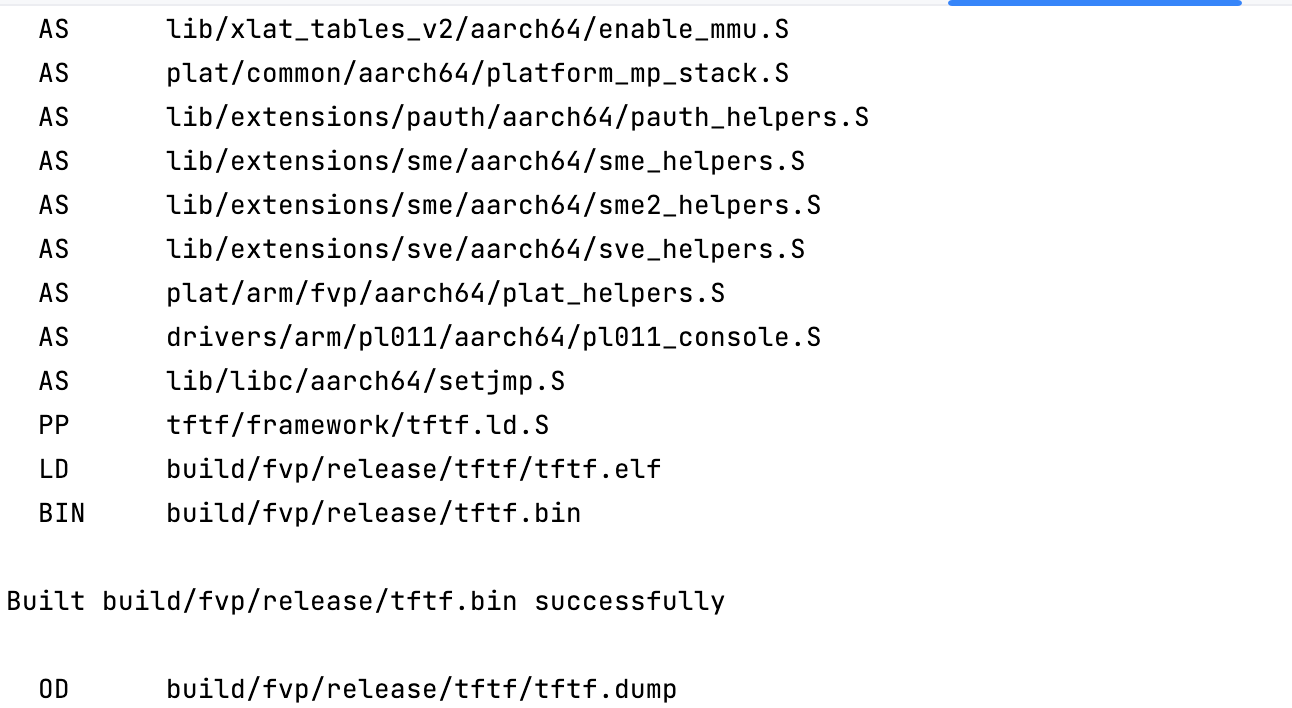 AS      lib/xlat_tables_v2/aarch64/enable_mmu.S
AS      plat/common/aarch64/platform_mp_stack.S
AS      lib/extensions/pauth/aarch64/pauth_helpers.S
AS      lib/extensions/sme/aarch64/sme_helpers.S
AS      lib/extensions/sme/aarch64/sme2_helpers.S
AS      lib/extensions/sve/aarch64/sve_helpers.S
AS      plat/arm/fvp/aarch64/plat_helpers.S
AS      drivers/arm/pl011/aarch64/pl011_console.S
AS      lib/libc/aarch64/setjmp.S
PP      tftf/framework/tftf.ld.S
LD      build/fvp/release/tftf/tftf.elf
BIN     build/fvp/release/tftf.bin
Built build/fvp/release/tftf.bin successfully
OD      build/fvp/release/tftf/tftf.dump